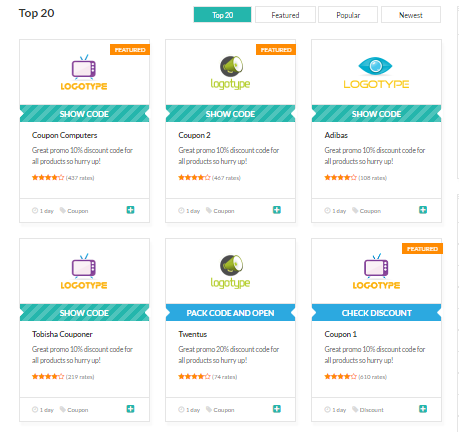 Top 20
Top 20 Featured Popular Newest
FEATURED
LOGOTYPE
SHOW CODE
Coupon Computers
Great promo 10% discount code for
all products so hurry up!
(437 rates)
1 day Coupon
FEATURED
logotype
SHOW CODE
Coupon 2
Great promo 10% discount code for
all products so hurry up!
(467 rates)
1 day Coupon
LOGOTYPE
SHOW CODE
Adibas
Great promo 10% discount code for
all products so hurry up!
(108 rates)
1 day Coupon
LOGOTYPE
SHOW CODE
Tobisha Couponer
Great promo 10% discount code for
all products so hurry up!
(219 rates)
1 day Coupon
logotype
PACK CODE AND OPEN
Twentus
Great promo 20% discount code for
all products so hurry up!
(74 rates)
1 day Coupon
FEATURED
LOGOTYPE
CHECK DISCOUNT
Coupon 1
Great promo 10% discount code for
all products so hurry up!
(610 rates)
1 day Discount